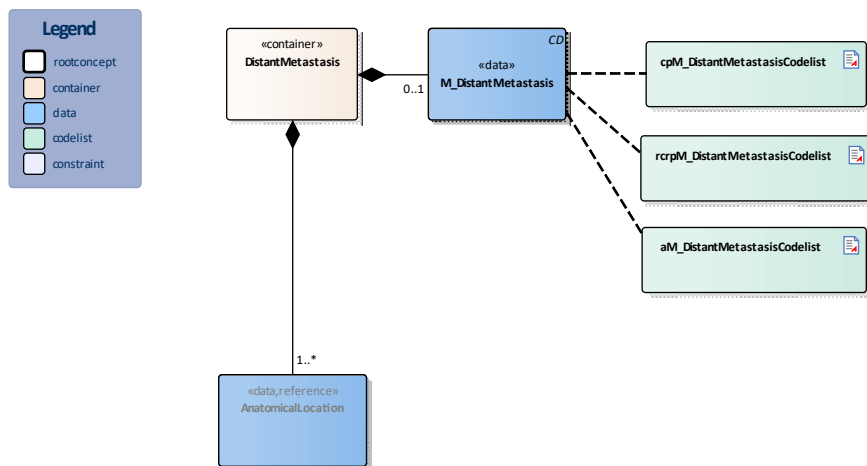 Legend
rootconcept
container
data
codelist
constraint
«container»
DistantMetastasis
CD
«data»
M_DistantMetastasis
0..1
cpM_DistantMetastasisCodelist
rcrpM_DistantMetastasisCodelist
aM_DistantMetastasisCodelist
1..*
«data,reference»
AnatomicalLocation